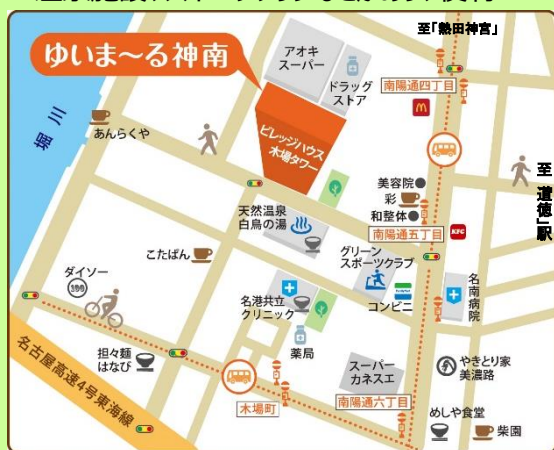 至「熱田神宮」
アオキ
スーパー
ゆいま～る神南
ドラッグ
ストア
南陽通四丁目
堀川
あんらくや
ビレッジハウス
木場タワー
至「道徳」駅
美容院
彩
和整体
天然温泉
白鳥の湯
南陽通五丁目
KFC
こたぱん
グリーン
スポーツクラブ
ダイソー
100
名港共立
クリニック
コンビニ
名南病院
薬局
名古屋高速4号東海線
担々麺
はなび
スーパー
カネスエ
やきとり家
美濃路
木場町
南陽通六丁目
めしや食堂
柴園